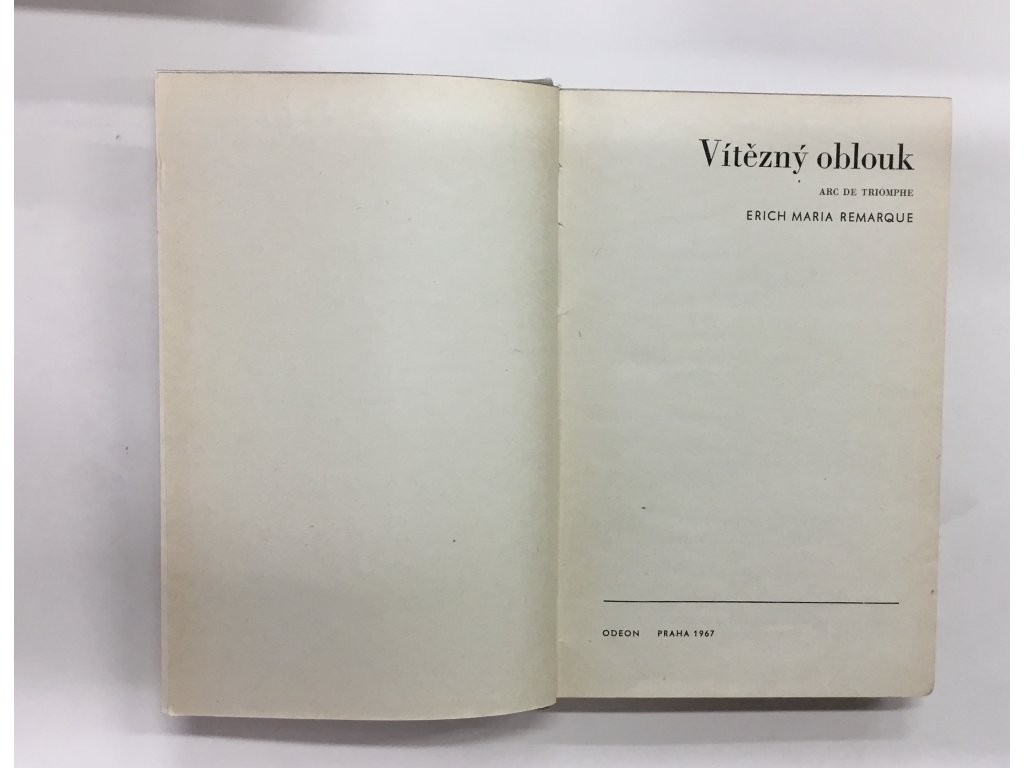 Vítězný oblouk
ARC DE TRIOMPHE
ERICH MARIA REMARQUE
ODEON PRAHA 1967